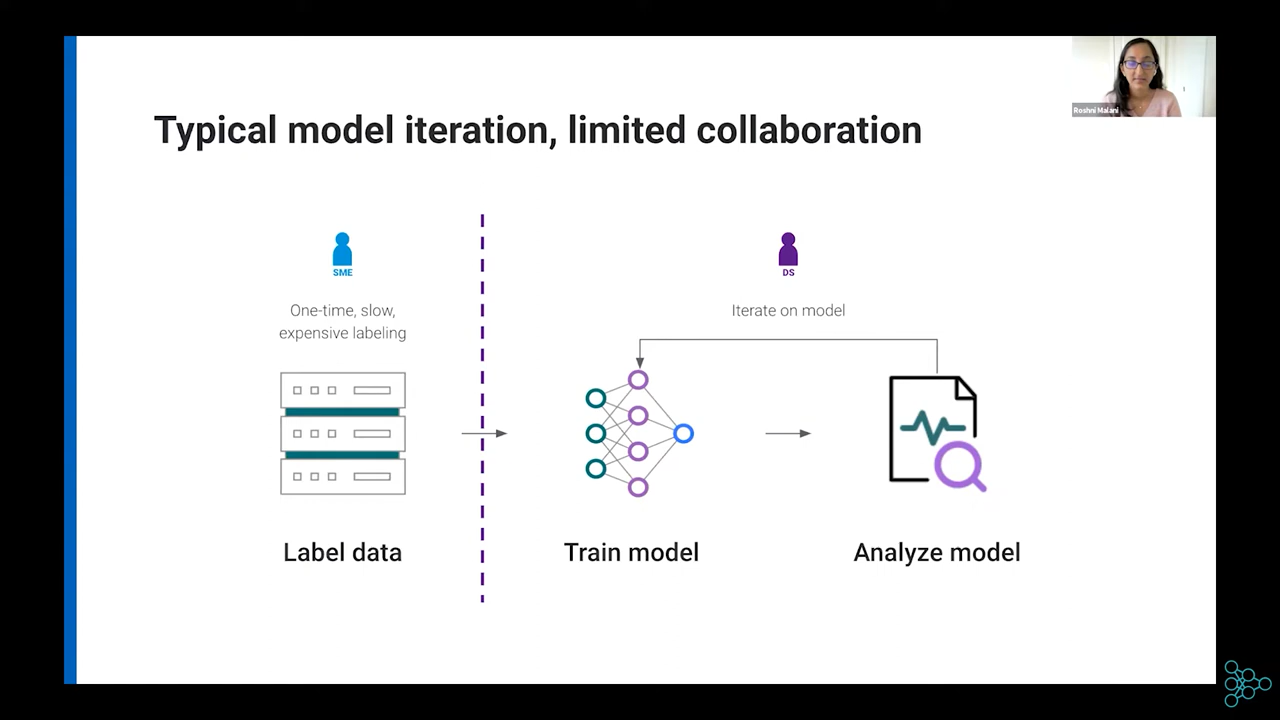 Roshni Malani
Typical model iteration, limited collaboration
SME
DS
One-time, slow,
expensive labeling
Iterate on model
Label data
Train model
Analyze model